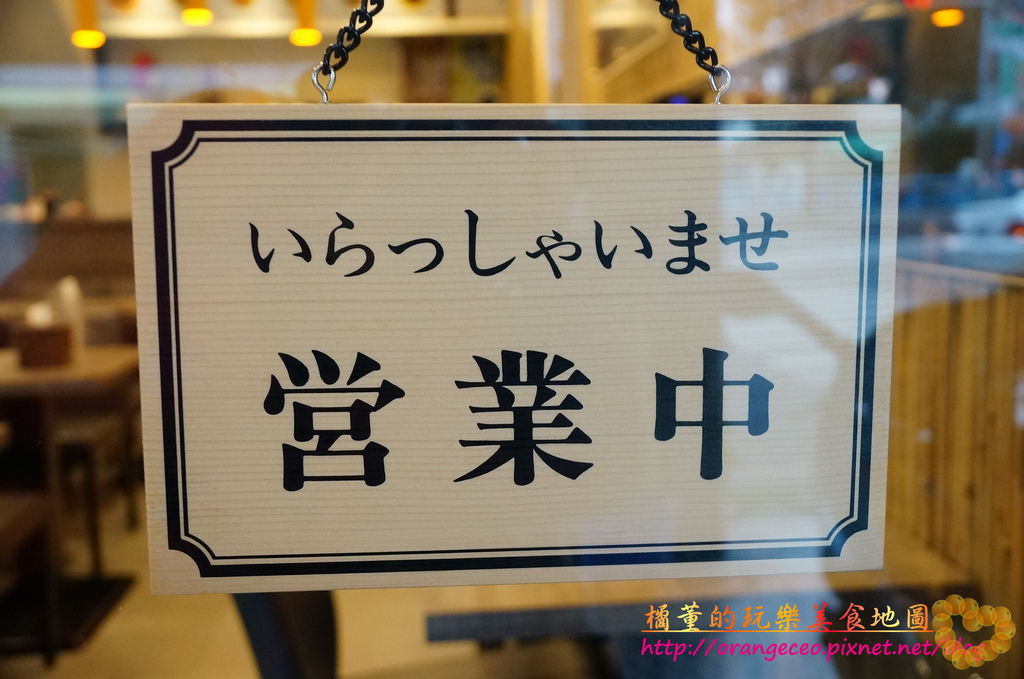 いらっしゃいませ
営業中
橘董的玩樂美食地圖
http://orangeceo.pixnet.net/blog